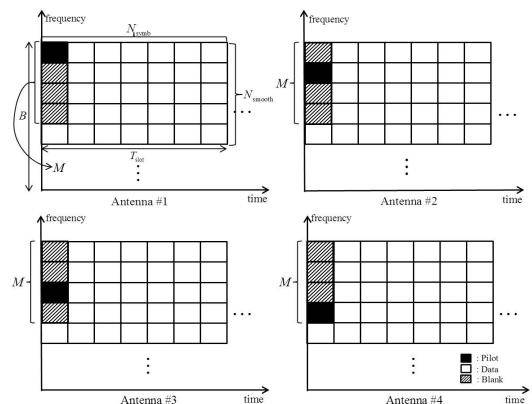 frequency
N_symb
B
N_smooth
T_slot
M
Antenna #1
time
frequency
M
Antenna #2
time
frequency
M
Antenna #3
time
frequency
M
: Pilot
: Data
: Blank
Antenna #4
time